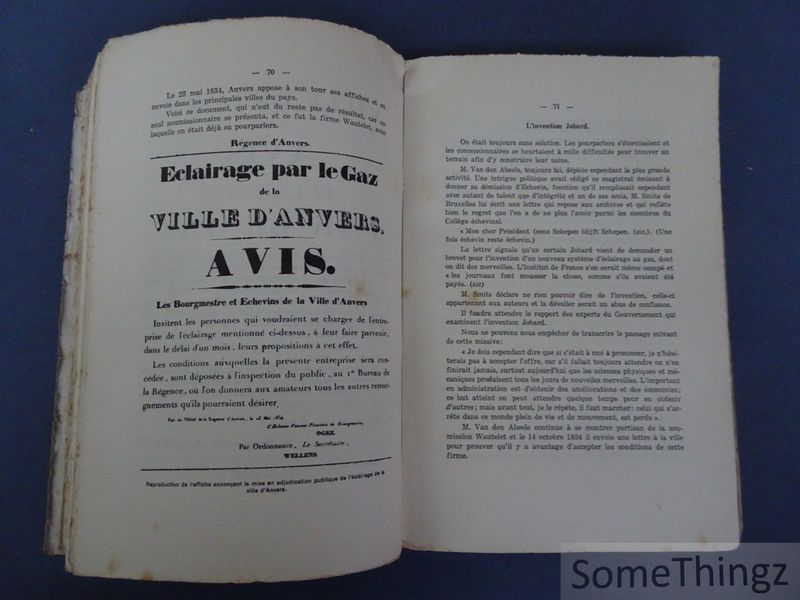 — 70 —
Le 23 mai 1834, Anvers appose à son tour ses affiches et en
envoie dans les principales villes du pays.
Voici ce document, qui n'eut du reste pas de résultat, car un
seul soumissionnaire se présenta, et ce fut la firme Wautelet, avec
laquelle on était déjà en pourparlers.
Régence d'Anvers.
Eclairage par le Gaz
de la
VILLE D'ANVERS.
AVIS.
Les Bourgmestre et Echevins de la Ville d'Anvers
Invitent les personnes qui voudraient se charger de l'entre-
prise de l'éclairage mentionné ci-dessus, à leur faire parvenir,
dans le délai d'un mois, leurs propositions à cet effet.
Les conditions auxquelles la présente entreprise sera con-
cédée, sont déposées à l'inspection du public, au 1er Bureau de
la Régence, où l'on donnera aux amateurs tous les autres rensei-
gnements qu'ils pourraient désirer.
Fait en l'Hôtel de la Régence d'Anvers, le 23 Mai 1834.
L'Echevin Faisant Fonction de Bourgmestre,
OGEZ.
Par Ordonnance, Le Secrétaire,
WELLENS.
Reproduction de l'affiche annonçant la mise en adjudication publique de l'éclairage de la
ville d'Anvers.
— 71 —
L'invention Jobard.
On était toujours sans solution. Les pourparlers s'éternisaient et
les concessionnaires se heurtaient à mille difficultés pour trouver un
terrain afin d'y construire leur usine.
M. Van den Abeele, toujours lui, dépioie cependant la plus grande
activité. Une intrigue politique avait obligé ce magistrat éminent à
donner sa démission d'Echevin, fonction qu'il remplissait cependant
avec autant de talent que d'intégrité et un de ses amis, M. Smits de
Bruxelles lui écrit une lettre qui repose aux archives et qui reflète
bien le regret que l'on a de ne plus l'avoir parmi les membres du
Collège échevinal.
« Mon cher Président (eens Schepen blijft Schepen. (sic.). (Une
fois échevin reste échevin.)
La lettre signale qu'un certain Jobard vient de demander un
brevet pour l'invention d'un nouveau système d'éclairage au gaz, dont
on dit des merveilles. L'Institut de France s'en serait même occupé et
« les journaux font mousser la chose, comme s'ils avaient été
payés. (sic)
M. Smits déclare ne rien pouvoir dire de l'invention, celle-ci
appartenant aux auteurs et la dévoiler serait un abus de confiance.
Il faudra attendre le rapport des experts du Gouvernement qui
examinent l'invention Jobard.
Nous ne pouvons nous empêcher de transcrire le passage suivant
de cette missive:
« Je dois cependant dire que si c'était à moi à prononcer, je n'hési-
terais pas à accepter l'offre, car s'il fallait toujours attendre on n'en
finirait jamais, surtout aujourd'hui que les sciences physiques et mé-
caniques produisent tous les jours de nouvelles merveilles. L'important
en administration est d'obtenir des améliorations et des économies;
ce but atteint on peut attendre quelque temps pour en obtenir
d'autres; mais avant tout, je le répète, il faut marcher: celui qui s'ar-
rête dans ce monde plein de vie et de mouvement, est perdu ».
M. Van den Abeele continue à se montrer partisan de la sou-
mission Wautelet et le 14 octobre 1834 il envoie une lettre à la ville
pour prouver qu'il y a avantage d'accepter les conditions de cette
firme.
SomeThingz